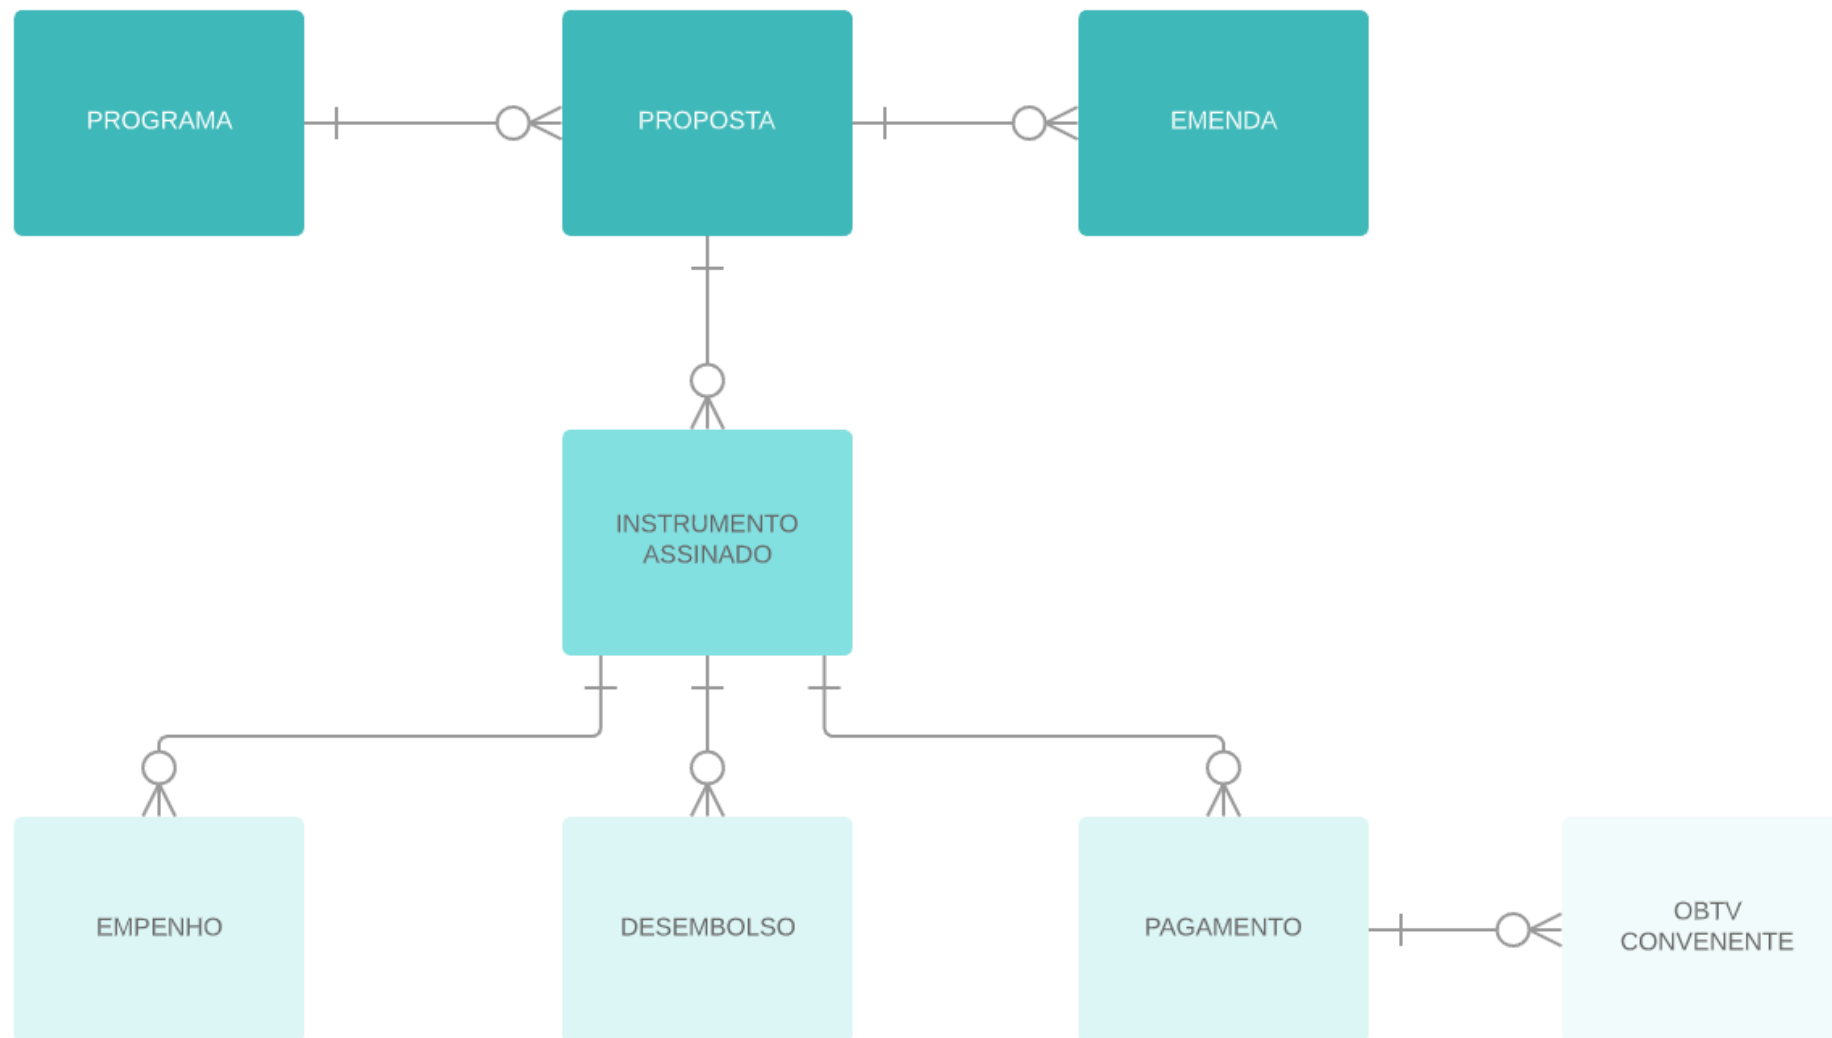 PROGRAMA
PROPOSTA
EMENDA
INSTRUMENTO
ASSINADO
EMPENHO
DESEMBOLSO
PAGAMENTO
OBTV
CONVENENTE